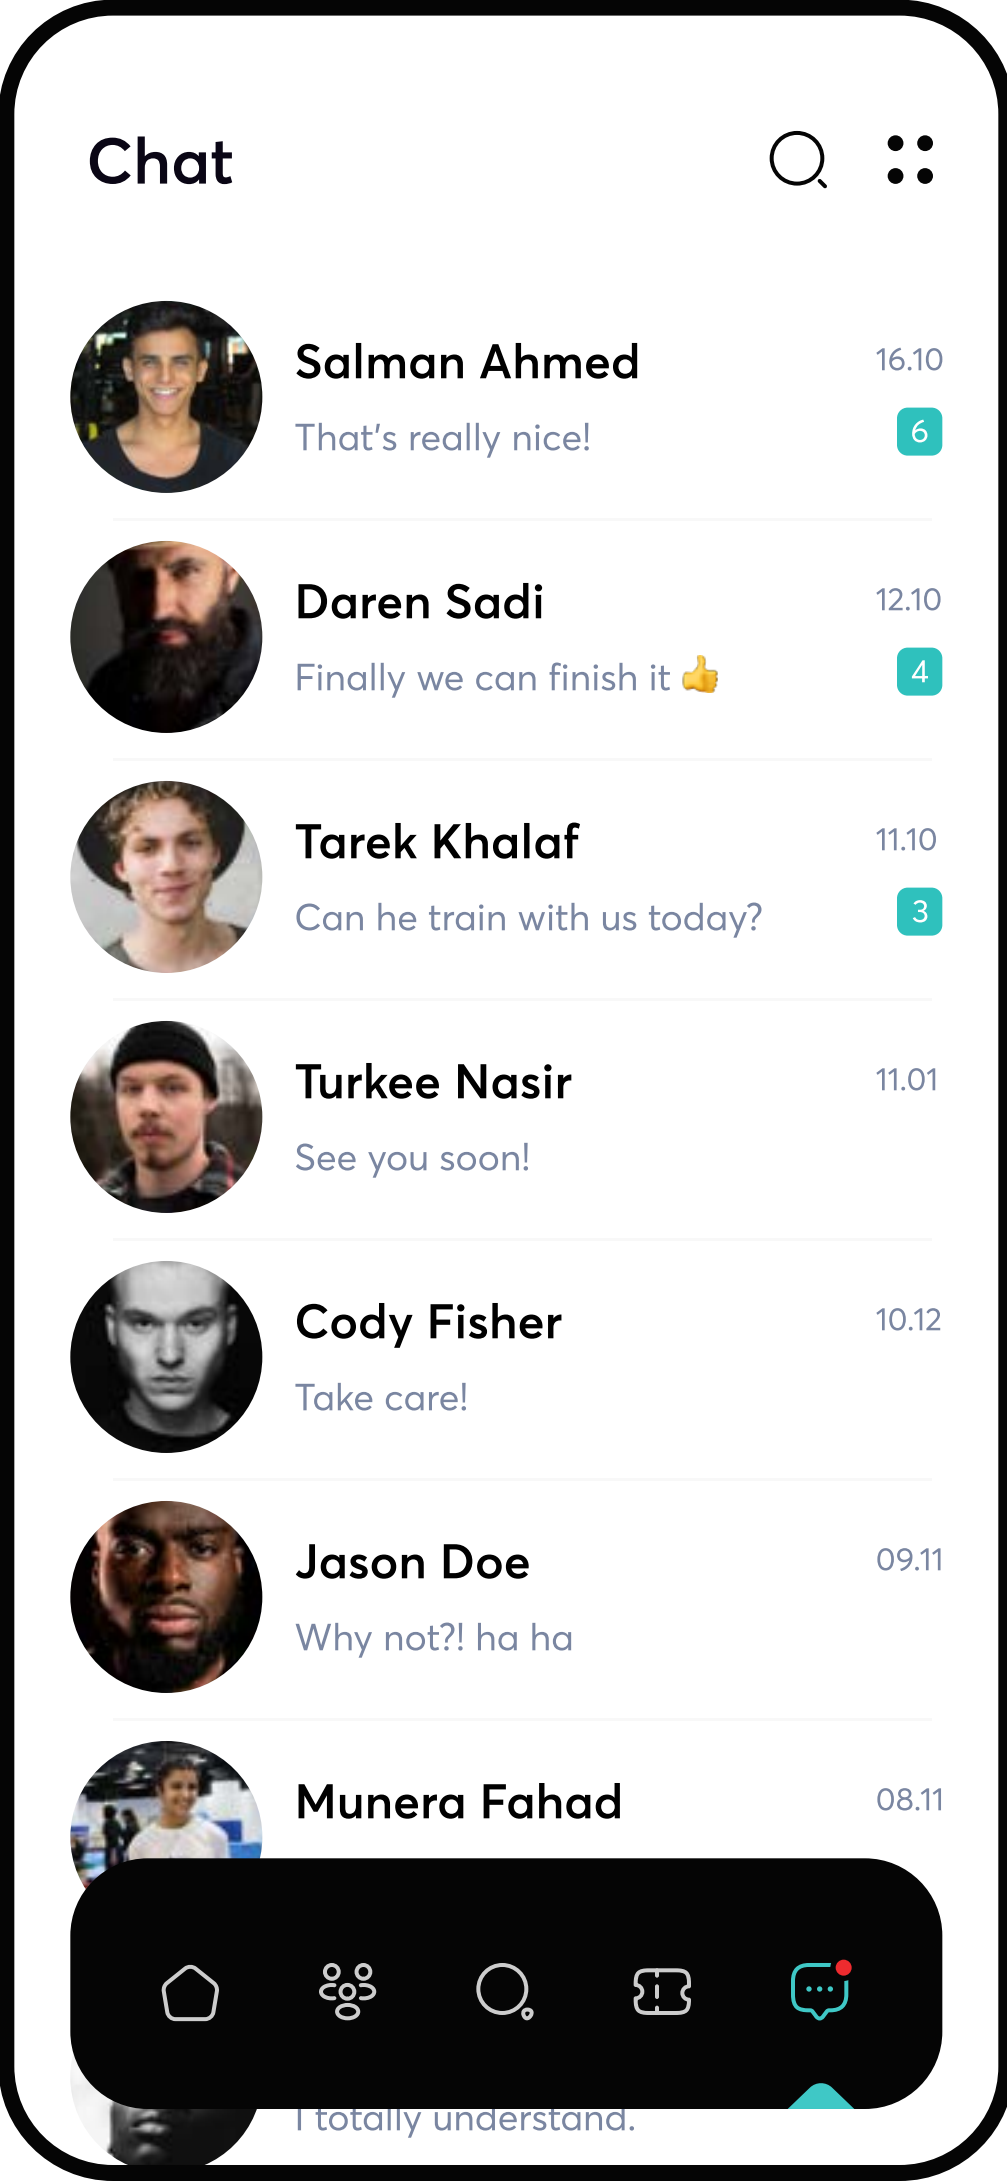 Chat
Salman Ahmed 16.10
That's really nice! 6
Daren Sadi 12.10
Finally we can finish it 👍 4
Tarek Khalaf 11.10
Can he train with us today? 3
Turkee Nasir 11.01
See you soon!
Cody Fisher 10.12
Take care!
Jason Doe 09.11
Why not?! ha ha
Munera Fahad 08.11
I totally understand.